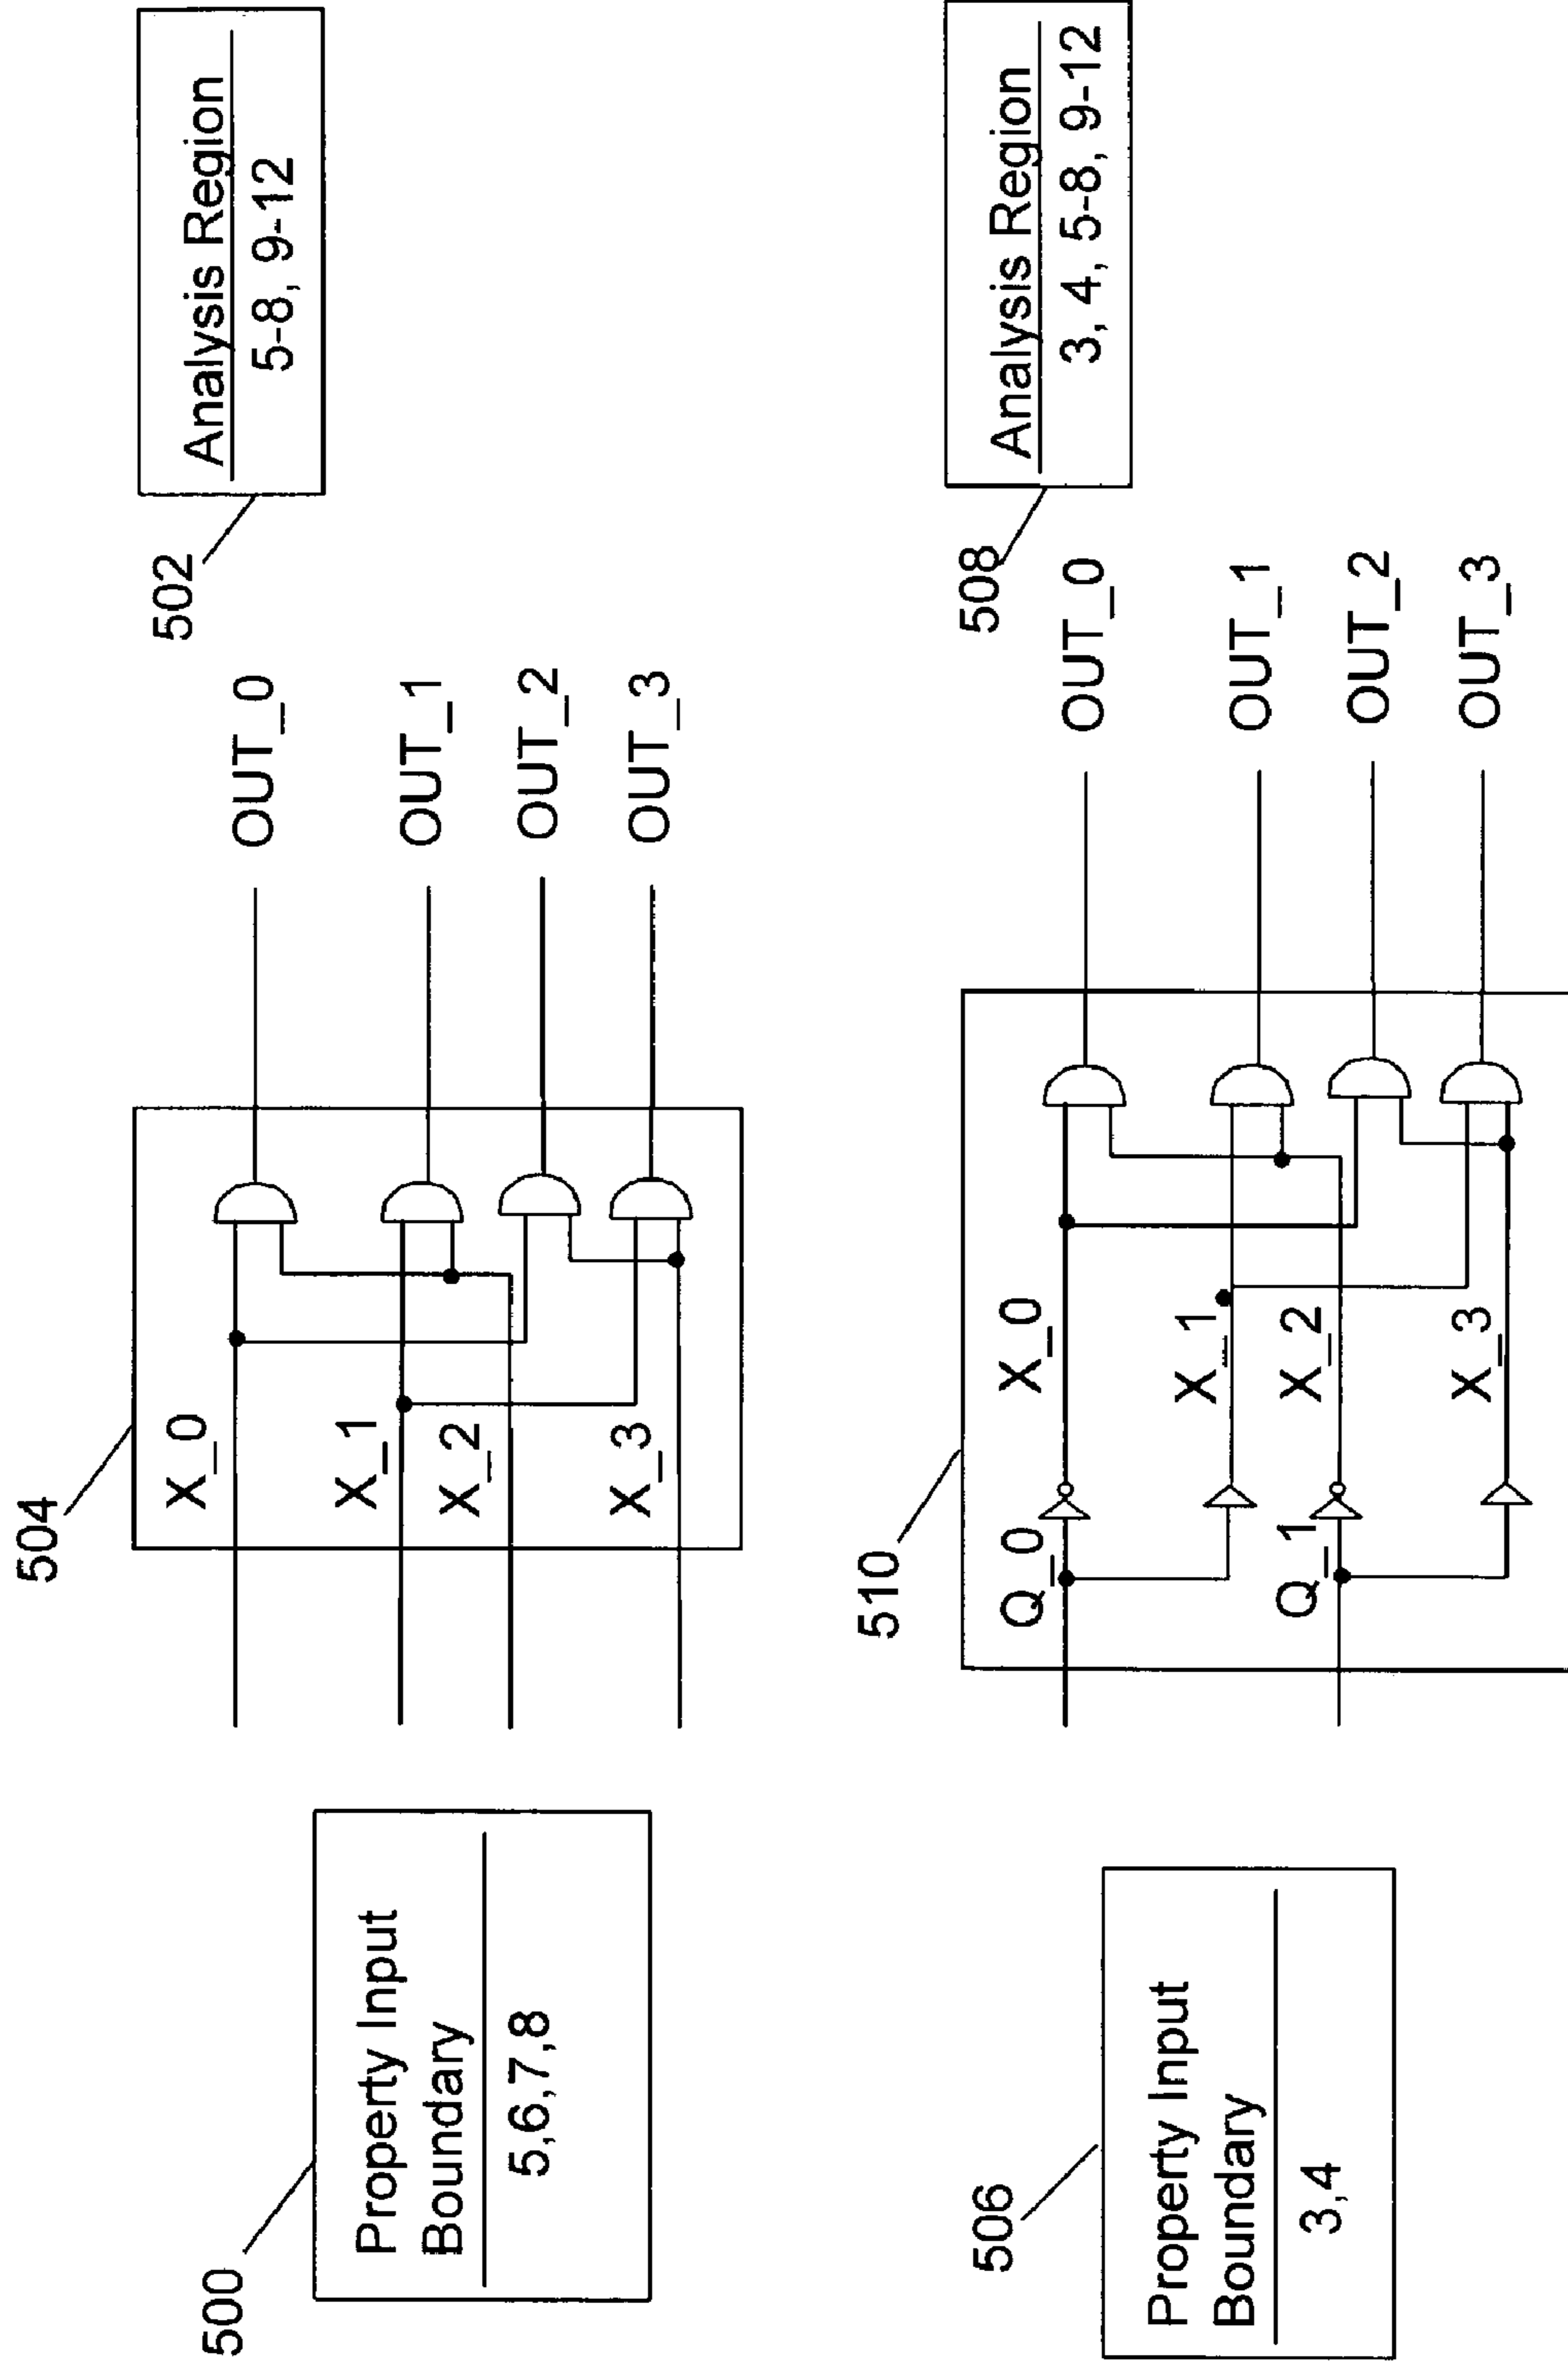 500
Property Input
Boundary
5,6,7,8
504
X_0
X_1
X_2
X_3
OUT_0
OUT_1
OUT_2
OUT_3
502
Analysis Region
5-8, 9-12
506
Property Input
Boundary
3,4
510
Q_0
Q_1
X_0
X_1
X_2
X_3
OUT_0
OUT_1
OUT_2
OUT_3
508
Analysis Region
3, 4, 5-8, 9-12